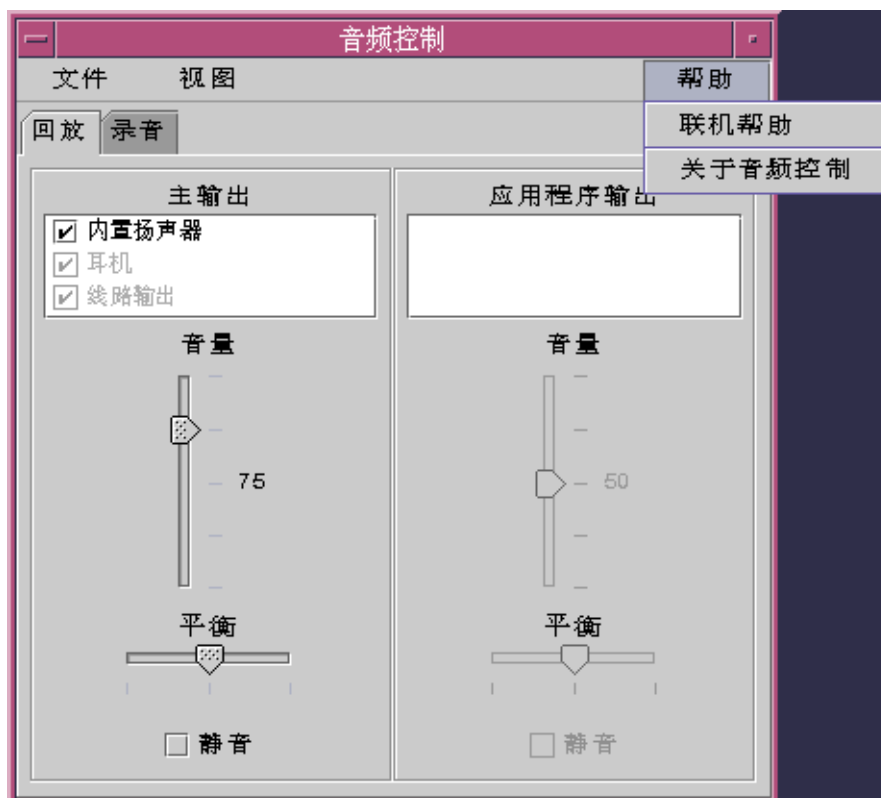 音频控制
文件 视图 帮助
联机帮助
关于音频控制
回放 录音
主输出
内置扬声器
耳机
线路输出
音量
75
平衡
静音
应用程序输出
音量
50
平衡
静音